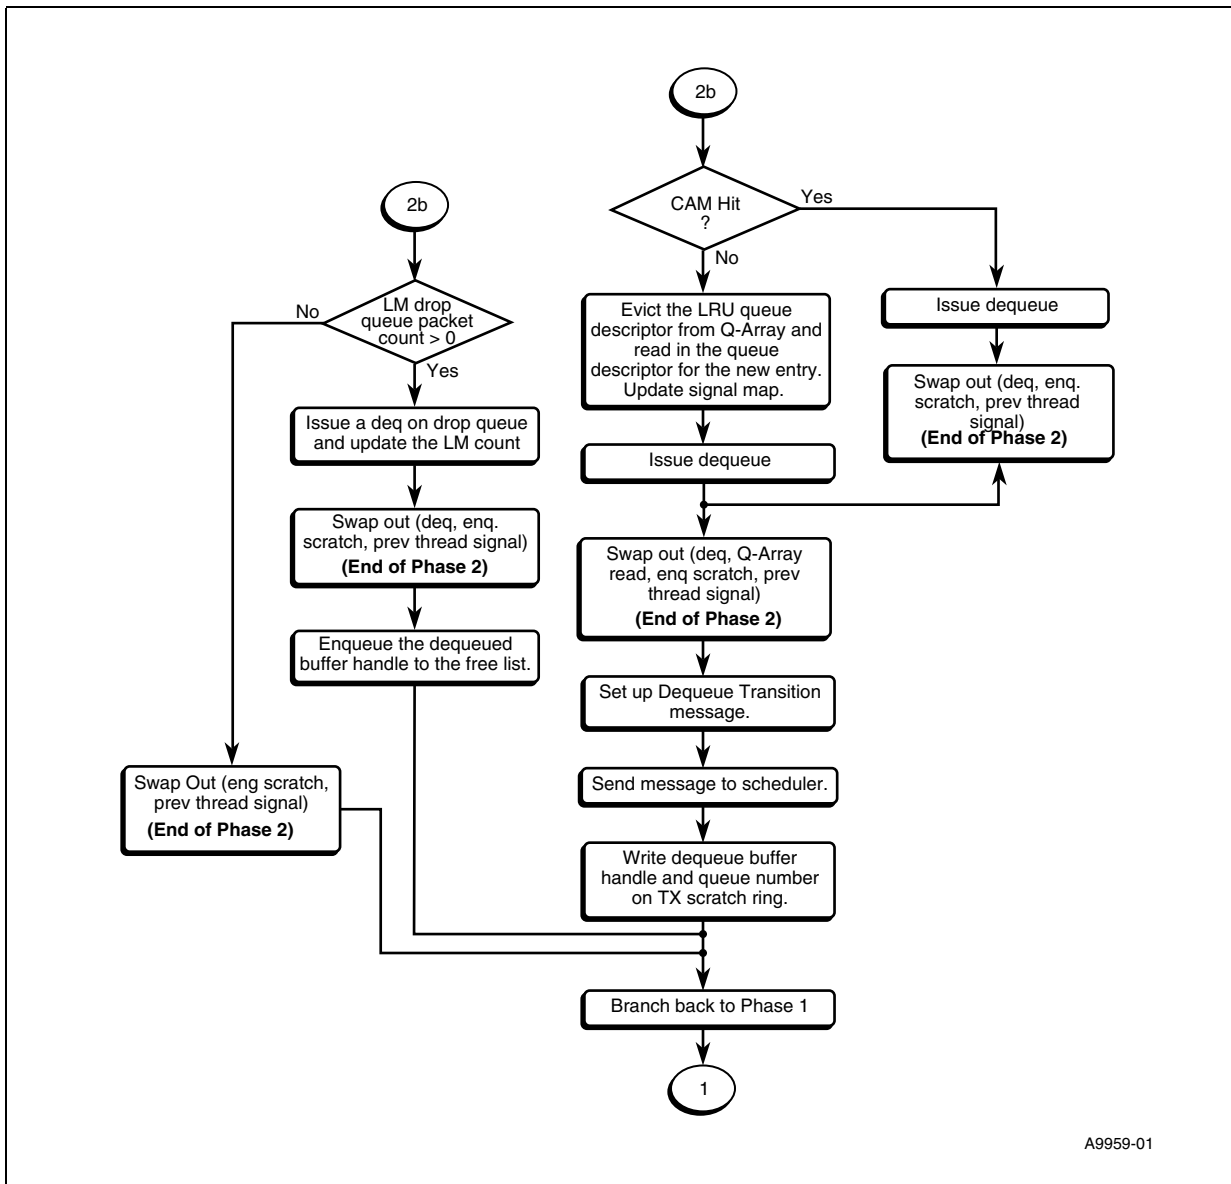 2b
CAM Hit
?
Yes
No
2b
LM drop
queue packet
count > 0
No
Yes
Evict the LRU queue
descriptor from Q-Array and
read in the queue
descriptor for the new entry.
Update signal map.
Issue dequeue
Swap out (deq, enq.
scratch, prev thread
signal)
(End of Phase 2)
Issue a deq on drop queue
and update the LM count
Issue dequeue
Swap out (deq, enq.
scratch, prev thread signal)
(End of Phase 2)
Swap out (deq, Q-Array
read, enq scratch, prev
thread signal)
(End of Phase 2)
Enqueue the dequeued
buffer handle to the free list.
Set up Dequeue Transition
message.
Swap Out (eng scratch,
prev thread signal)
(End of Phase 2)
Send message to scheduler.
Write dequeue buffer
handle and queue number
on TX scratch ring.
Branch back to Phase 1
1
A9959-01